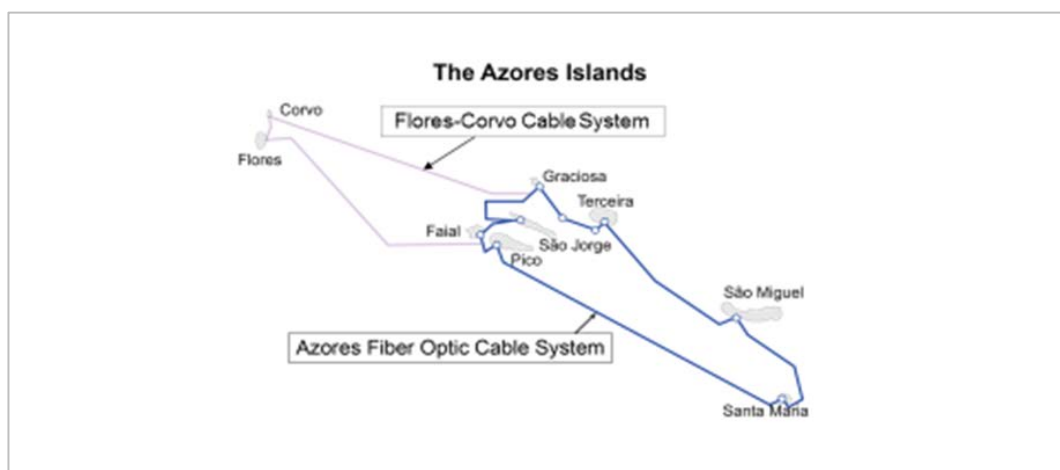 The Azores Islands
Corvo
Flores-Corvo Cable System
Flores
Graciosa
Terceira
Faial
São Jorge
Pico
São Miguel
Azores Fiber Optic Cable System
Santa Maria